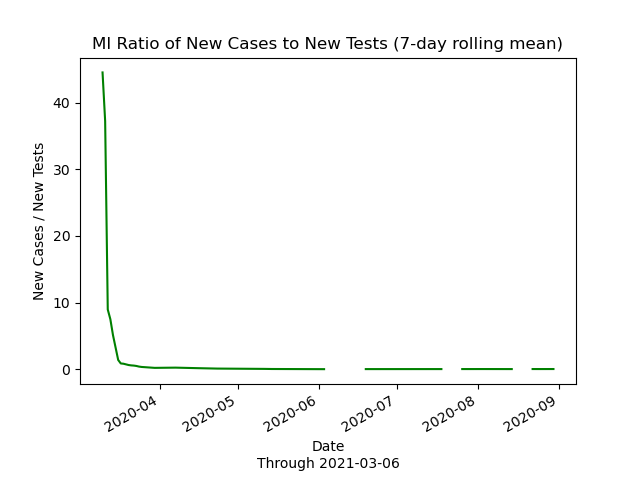 MI Ratio of New Cases to New Tests (7-day rolling mean)
New Cases / New Tests
40
30
20
10
0
2020-04
2020-05
2020-06
2020-07
2020-08
2020-09
Date
Through 2021-03-06